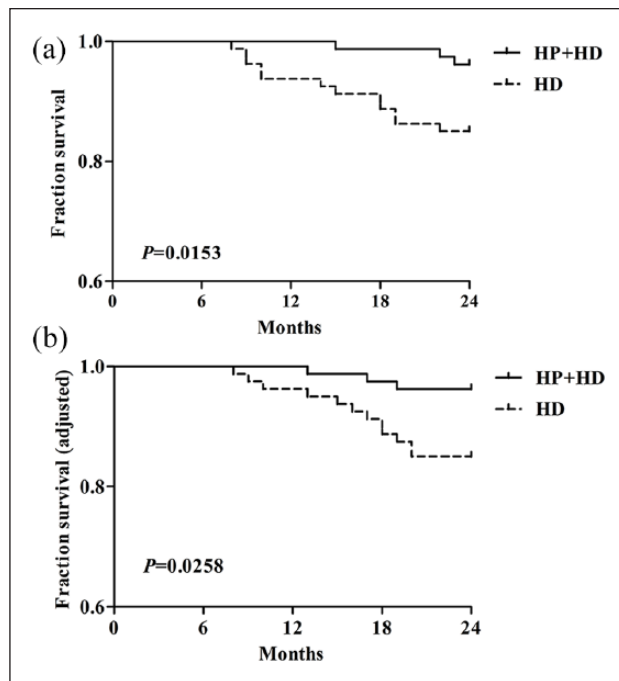 (a)
1.0
0.8
0.6
Fraction survival
P=0.0153
0 6 12 18 24
Months
HP+HD
HD
(b)
1.0
0.8
0.6
Fraction survival (adjusted)
P=0.0258
0 6 12 18 24
Months
HP+HD
HD